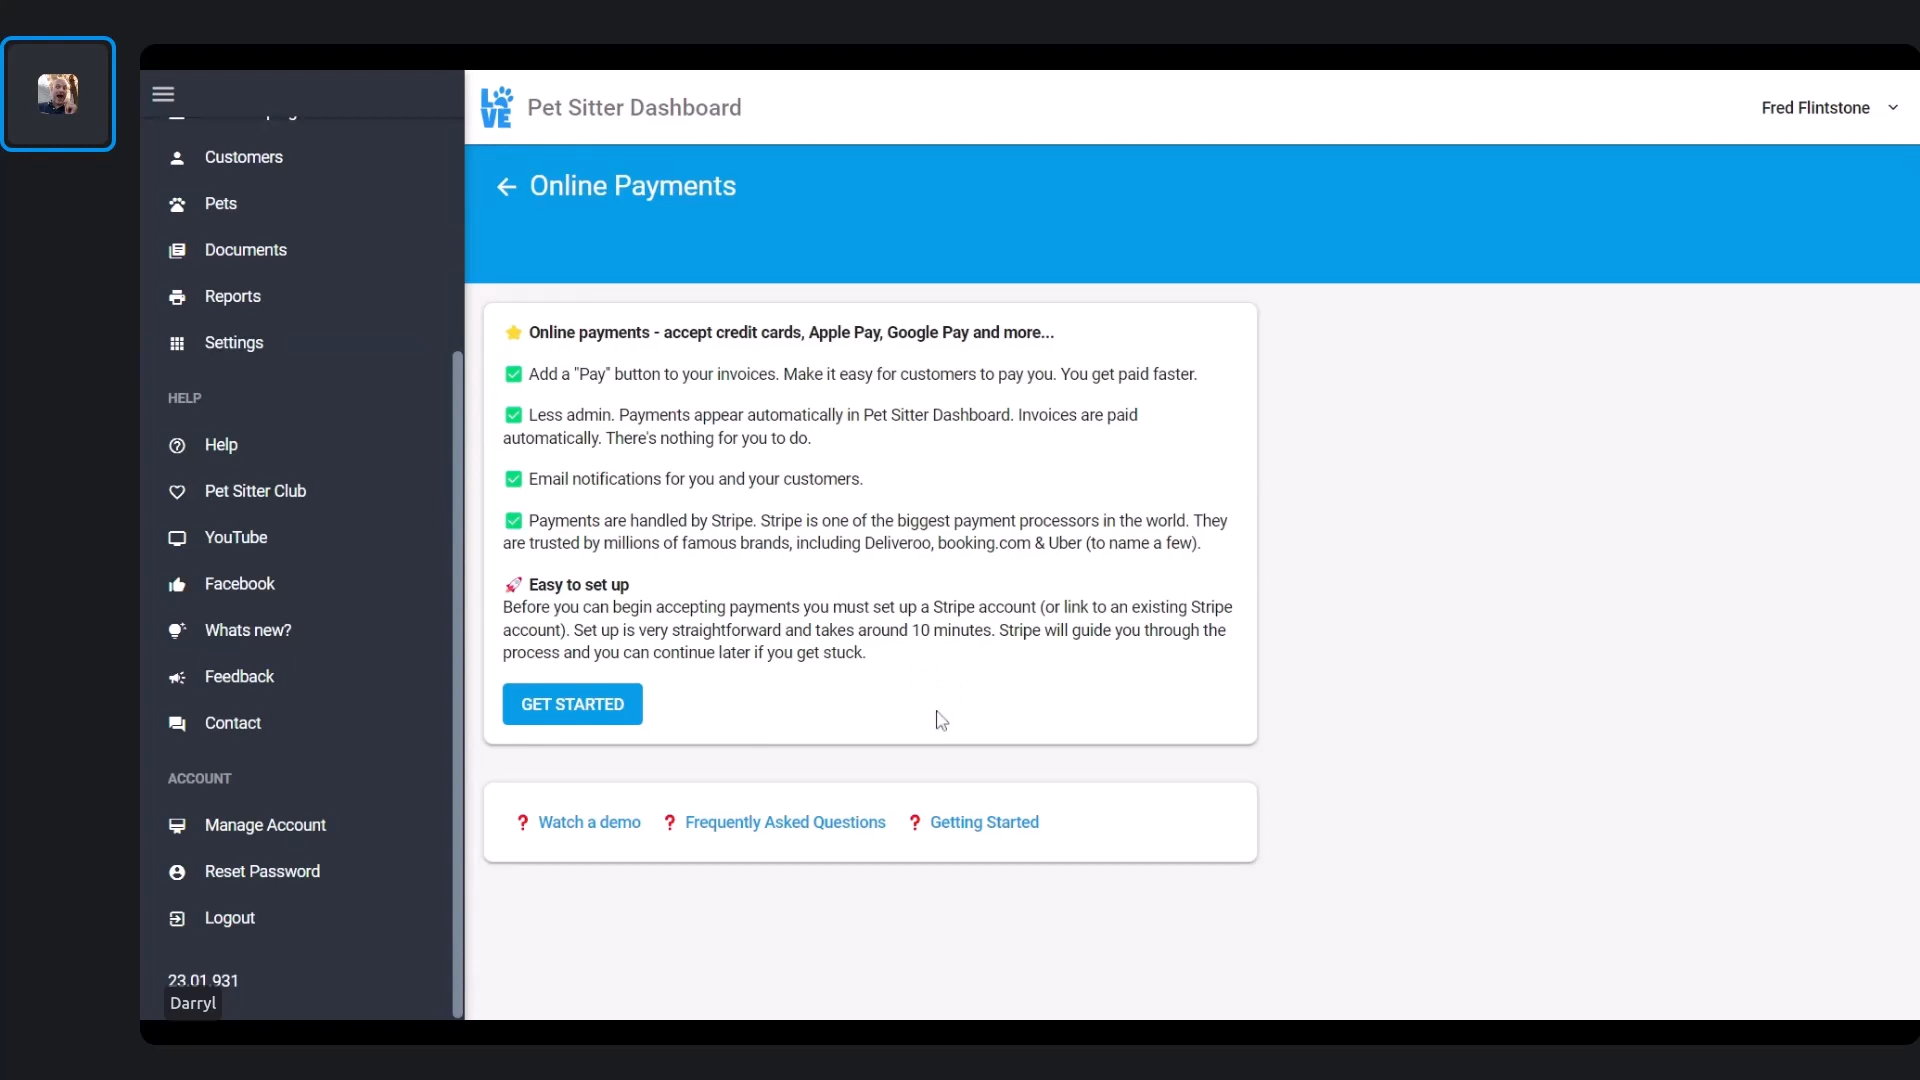 LOVE
Pet Sitter Dashboard
Fred Flintstone
Customers
Pets
Documents
Reports
Settings
HELP
Help
Pet Sitter Club
YouTube
Facebook
Whats new?
Feedback
Contact
ACCOUNT
Manage Account
Reset Password
Logout
23.01.931
Darryl
Online Payments
Online payments - accept credit cards, Apple Pay, Google Pay and more...
Add a "Pay" button to your invoices. Make it easy for customers to pay you. You get paid faster.
Less admin. Payments appear automatically in Pet Sitter Dashboard. Invoices are paid
automatically. There's nothing for you to do.
Email notifications for you and your customers.
Payments are handled by Stripe. Stripe is one of the biggest payment processors in the world. They
are trusted by millions of famous brands, including Deliveroo, booking.com & Uber (to name a few).
Easy to set up
Before you can begin accepting payments you must set up a Stripe account (or link to an existing Stripe
account). Set up is very straightforward and takes around 10 minutes. Stripe will guide you through the
process and you can continue later if you get stuck.
GET STARTED
? Watch a demo ? Frequently Asked Questions ? Getting Started